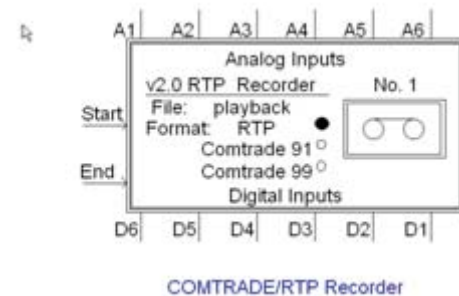 A1 A2 A3 A4 A5 A6
Analog Inputs
v2.0 RTP Recorder No. 1
File: playback
Start
Format: RTP
Comtrade 91
End
Comtrade 99
Digital Inputs
D6 D5 D4 D3 D2 D1
COMTRADE/RTP Recorder